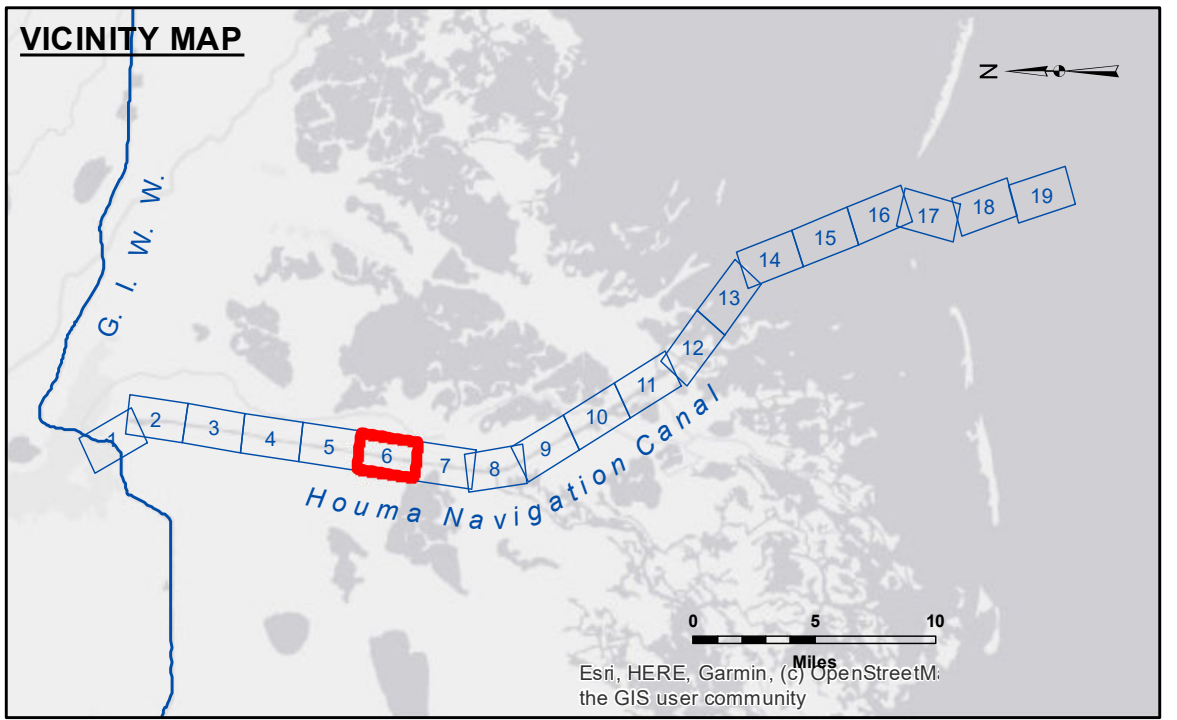 VICINITY MAP
N
G. I. W. W.
1
2
3
4
5
6
7
8
9
10
11
12
13
14
15
16
17
18
19
Houma Navigation Canal
0 5 10
Miles
Esri, HERE, Garmin, (c) OpenStreetM
the GIS user community